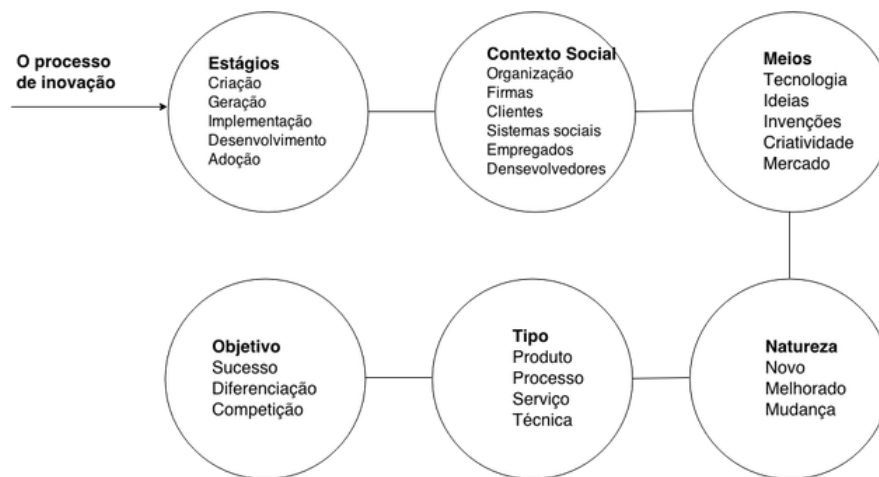 O processo
de inovação
Estágios
Criação
Geração
Implementação
Desenvolvimento
Adoção
Contexto Social
Organização
Firmas
Clientes
Sistemas sociais
Empregados
Densevolvedores
Meios
Tecnologia
Ideias
Invenções
Criatividade
Mercado
Objetivo
Sucesso
Diferenciação
Competição
Tipo
Produto
Processo
Serviço
Técnica
Natureza
Novo
Melhorado
Mudança